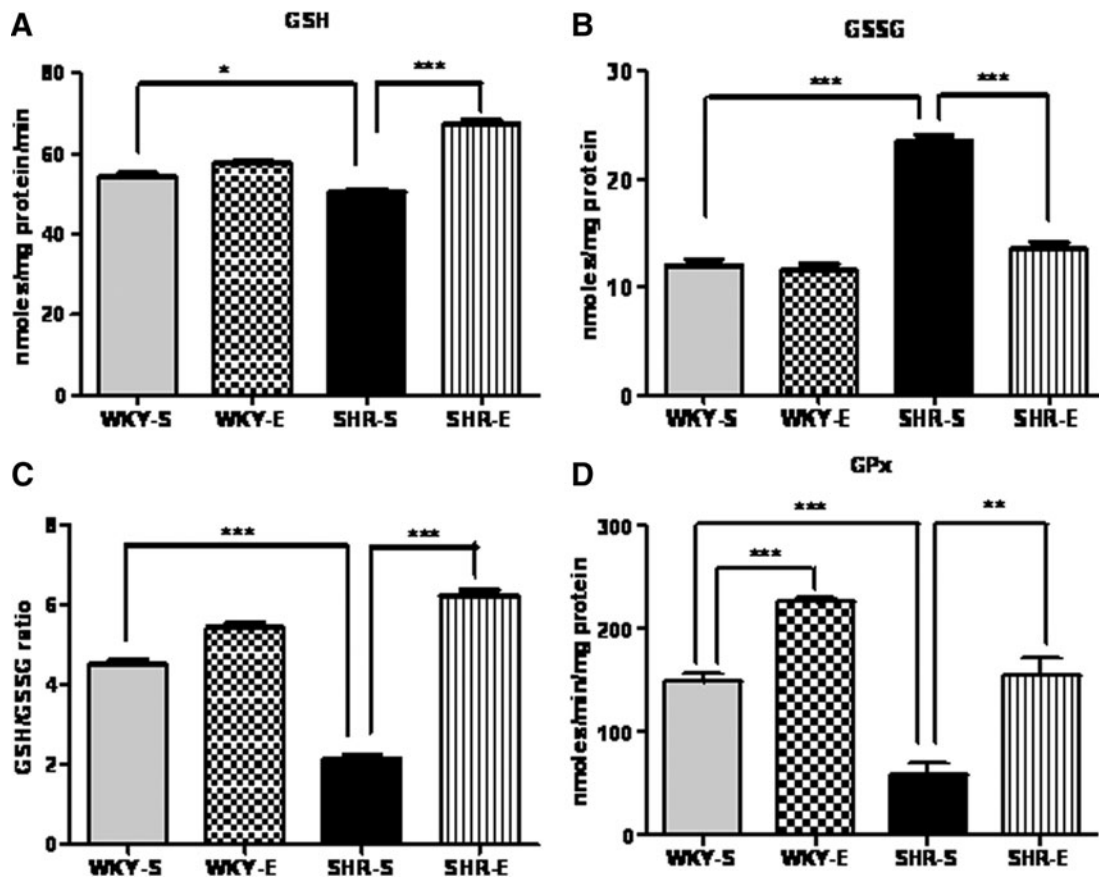 A
GSH
nmoles/mg protein/min
80
60
40
20
0
*
***
WKY-S WKY-E SHR-S SHR-E
B
GSSG
nmoles/mg protein
30
20
10
0
***
***
WKY-S WKY-E SHR-S SHR-E
C
GSH/GSSG ratio
8
6
4
2
0
***
***
WKY-S WKY-E SHR-S SHR-E
D
GPx
nmoles/min/mg protein
300
200
100
0
***
**
***
WKY-S WKY-E SHR-S SHR-E